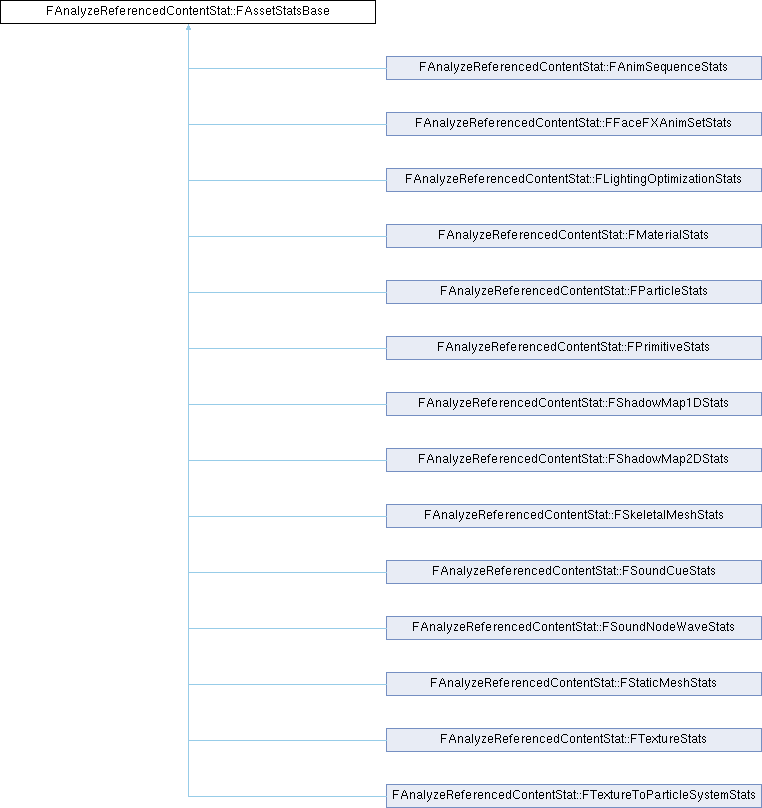 FAnalyzeReferencedContentStat::FAssetStatsBase
FAnalyzeReferencedContentStat::FAnimSequenceStats
FAnalyzeReferencedContentStat::FFaceFXAnimSetStats
FAnalyzeReferencedContentStat::FLightingOptimizationStats
FAnalyzeReferencedContentStat::FMaterialStats
FAnalyzeReferencedContentStat::FParticleStats
FAnalyzeReferencedContentStat::FPrimitiveStats
FAnalyzeReferencedContentStat::FShadowMap1DStats
FAnalyzeReferencedContentStat::FShadowMap2DStats
FAnalyzeReferencedContentStat::FSkeletalMeshStats
FAnalyzeReferencedContentStat::FSoundCueStats
FAnalyzeReferencedContentStat::FSoundNodeWaveStats
FAnalyzeReferencedContentStat::FStaticMeshStats
FAnalyzeReferencedContentStat::FTextureStats
FAnalyzeReferencedContentStat::FTextureToParticleSystemStats